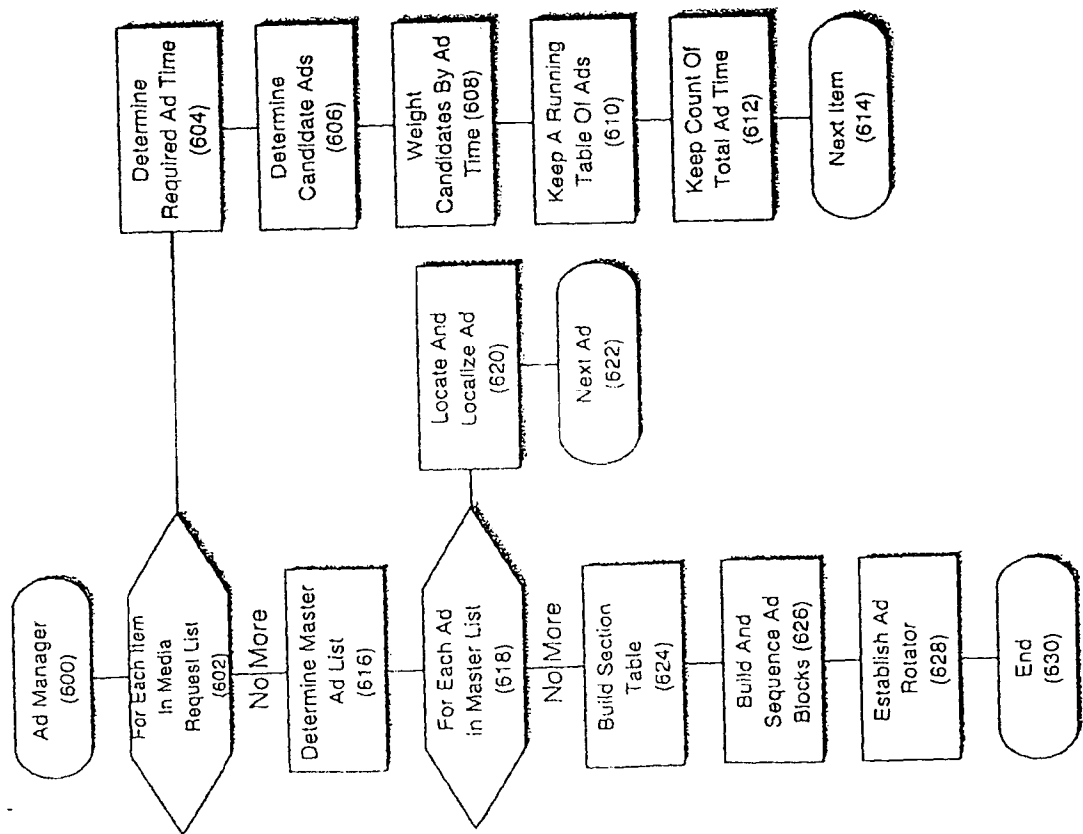 Ad Manager
(600)
For Each Item
In Media
Request List
(602)
No More
Determine Master
Ad List
(616)
For Each Ad
in Master List
(618)
No More
Build Section
Table
(624)
Build And
Sequence Ad
Blocks (626)
Establish Ad
Rotator
(628)
End
(630)
Locate And
Localize Ad
(620)
Next Ad
(622)
Determine
Required Ad Time
(604)
Determine
Candidate Ads
(606)
Weight
Candidates By Ad
Time (608)
Keep A Running
Table Of Ads
(610)
Keep Count Of
Total Ad Time
(612)
Next Item
(614)